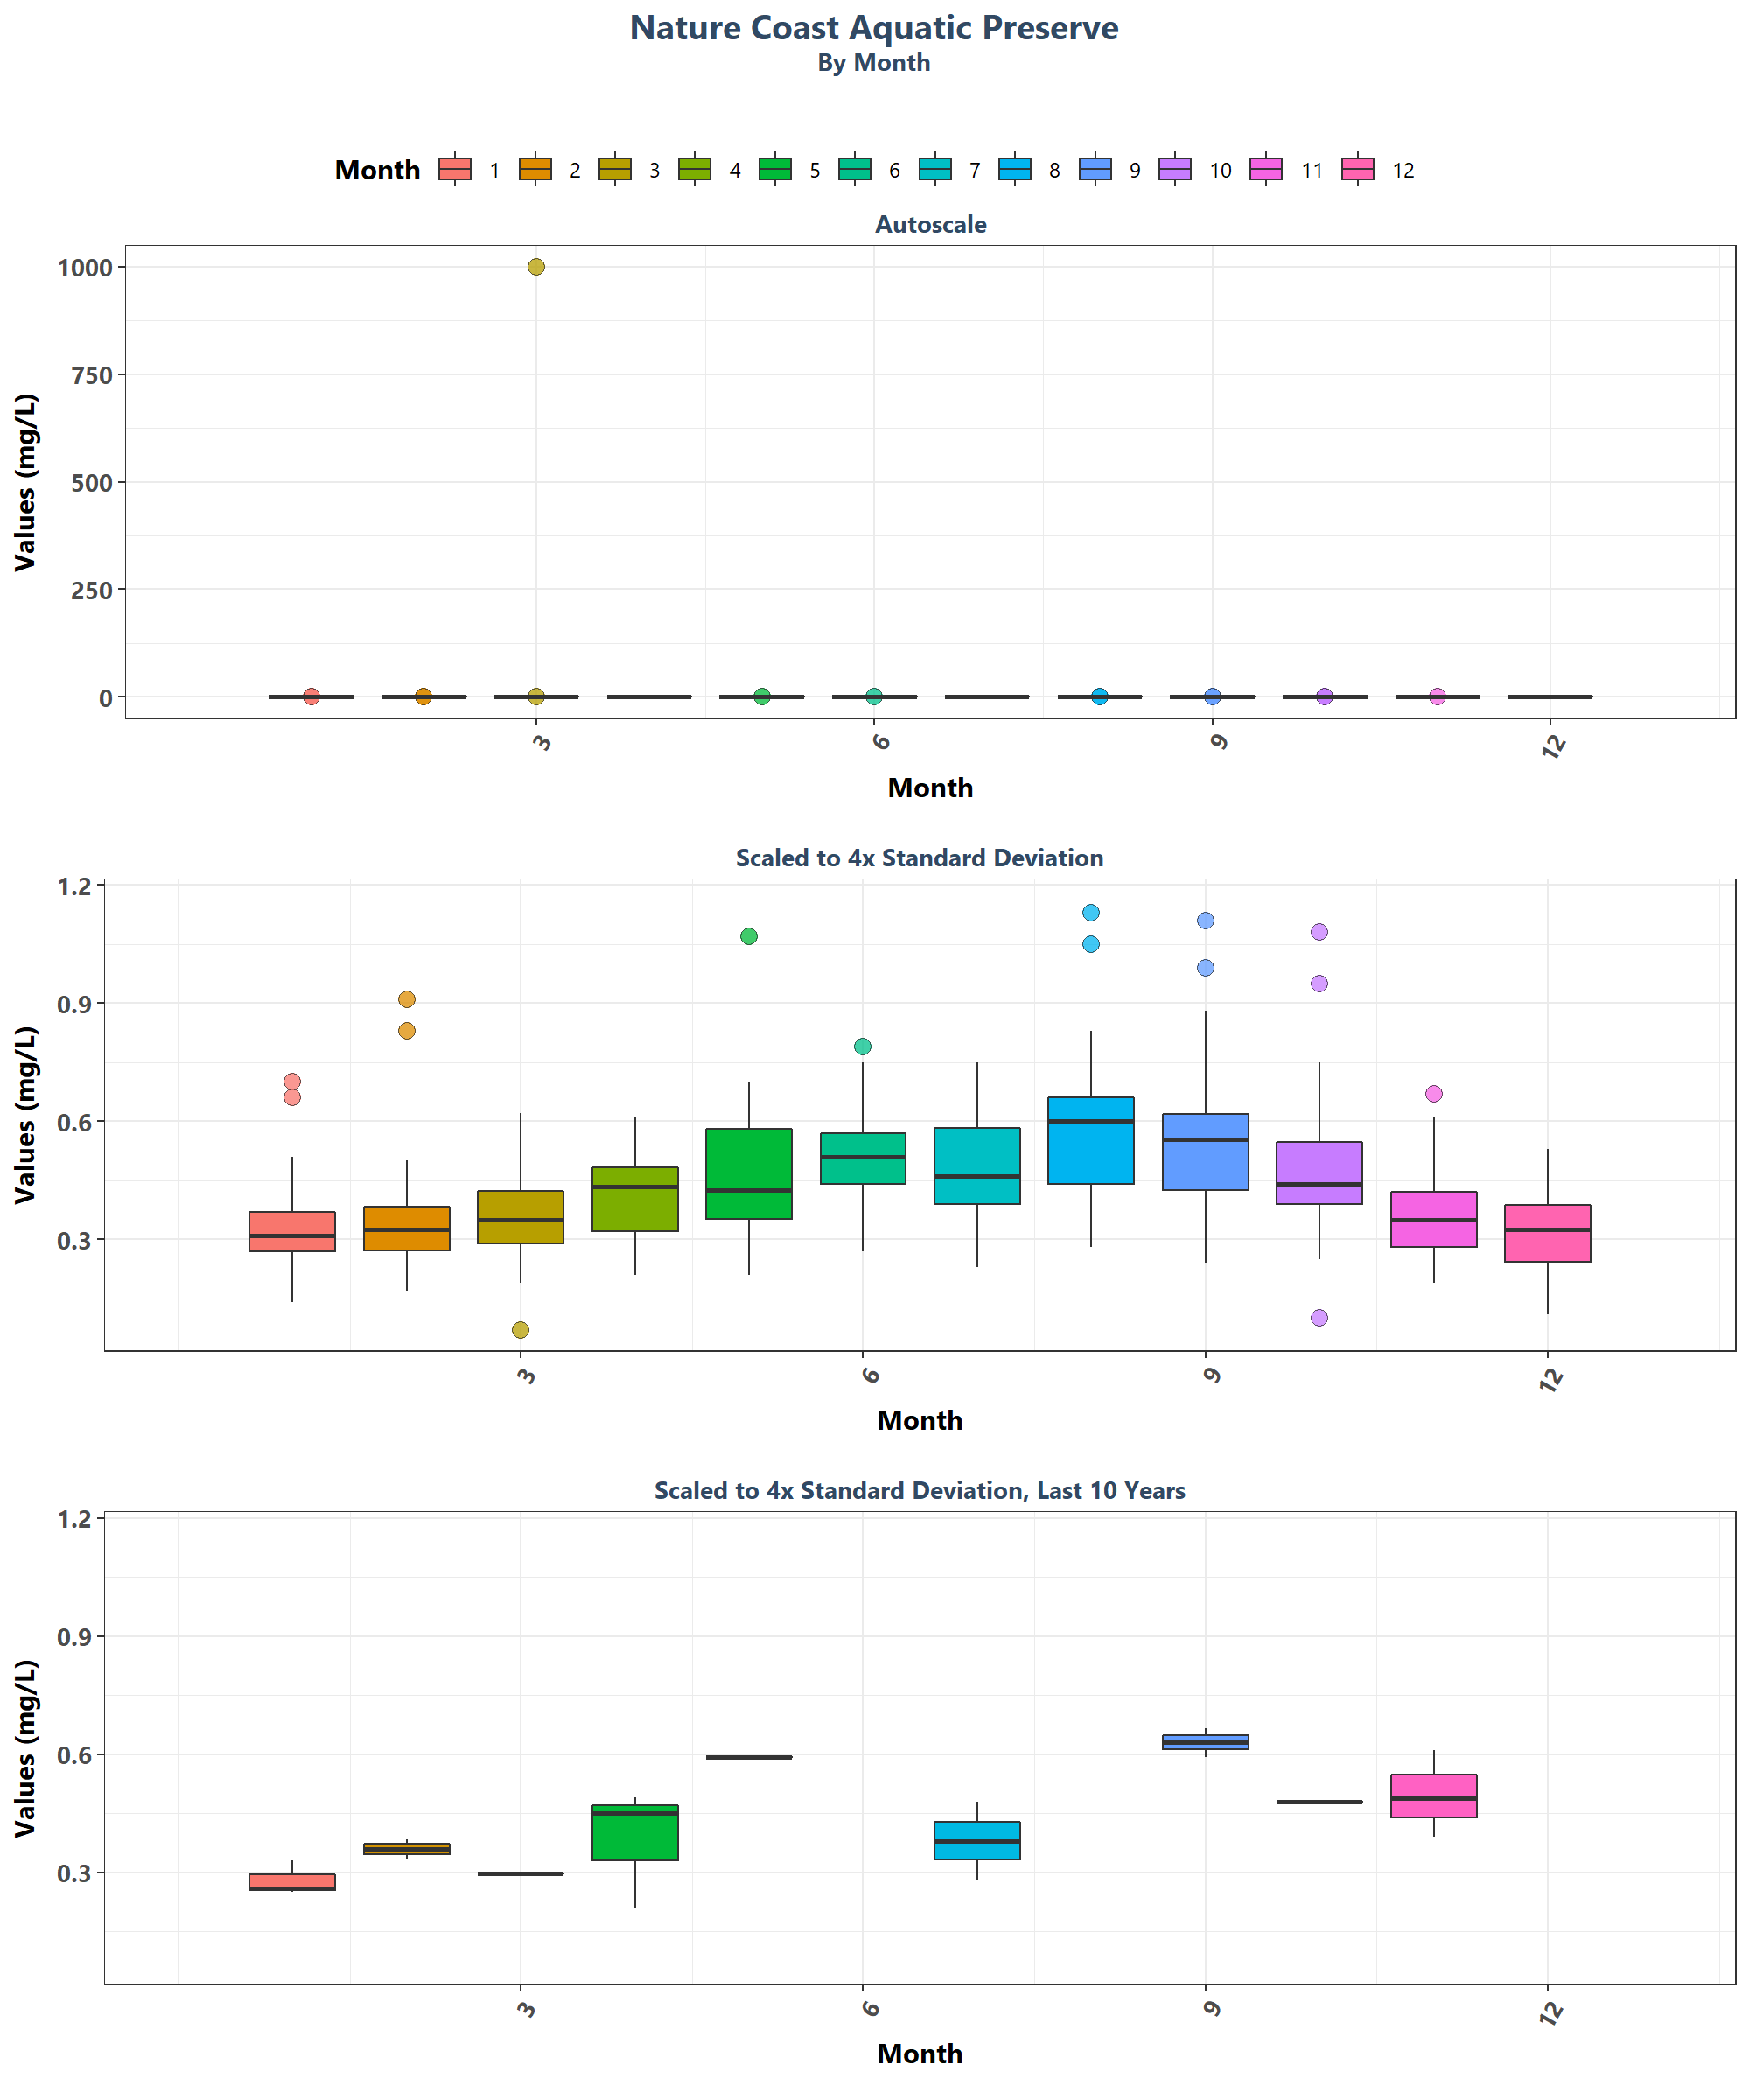 Nature Coast Aquatic Preserve
By Month
Month 1 2 3 4 5 6 7 8 9 10 11 12
Autoscale
Values (mg/L)
1000
750
500
250
0
3 6 9 12
Month
Scaled to 4x Standard Deviation
Values (mg/L)
1.2
0.9
0.6
0.3
3 6 9 12
Month
Scaled to 4x Standard Deviation, Last 10 Years
Values (mg/L)
1.2
0.9
0.6
0.3
3 6 9 12
Month